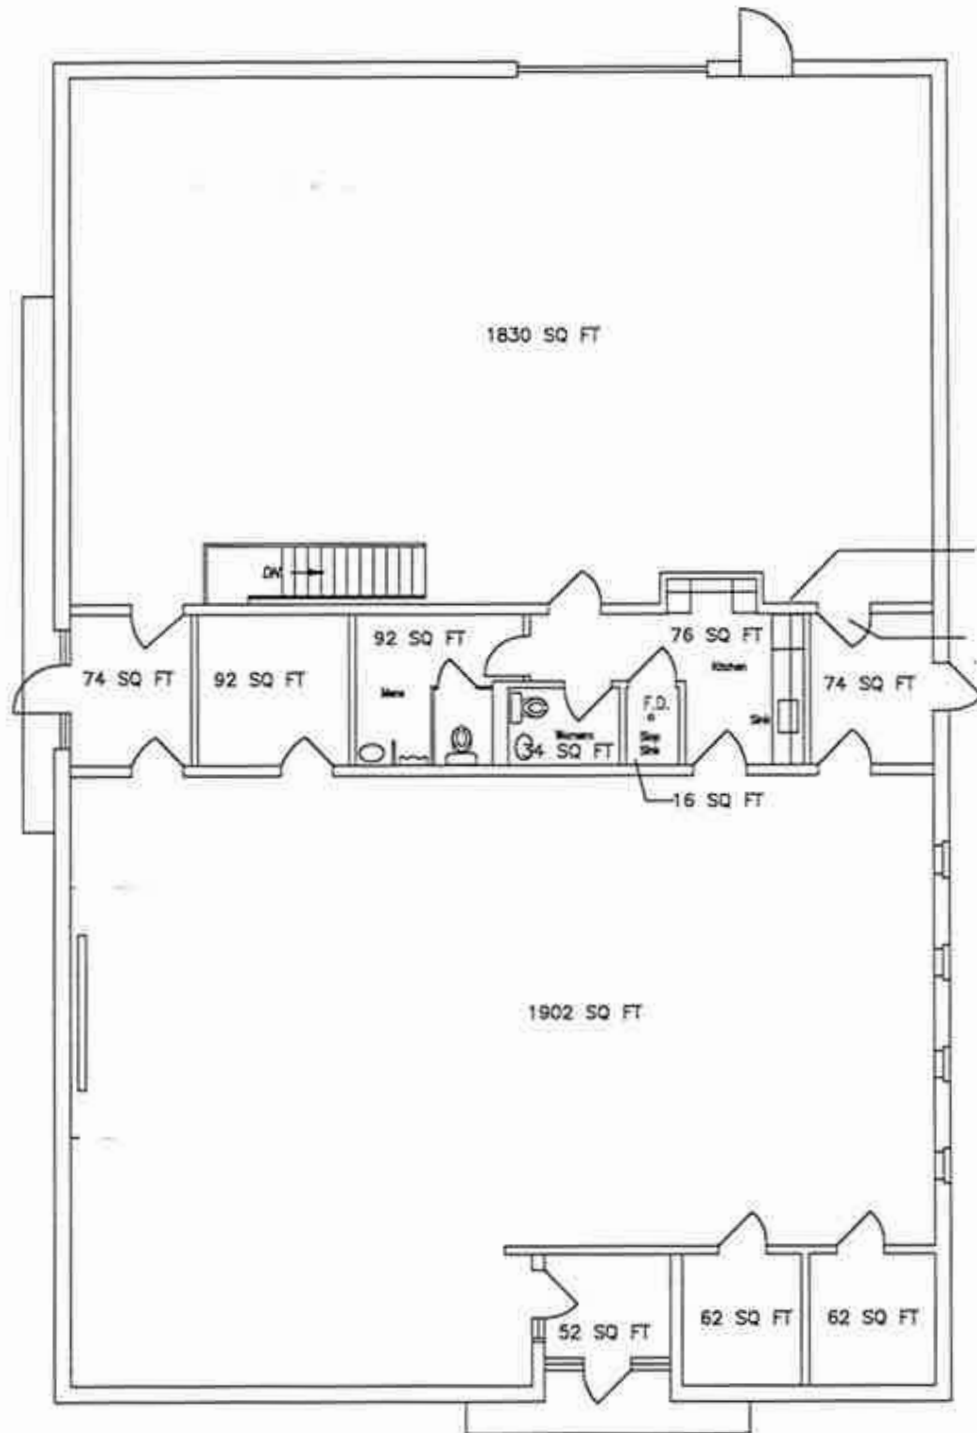 1830 SQ FT
DN
92 SQ FT
76 SQ FT
Kitchen
74 SQ FT
92 SQ FT
74 SQ FT
Mens
F.D.
Sink
Womens
34 SQ FT
Slop
Sink
16 SQ FT
1902 SQ FT
52 SQ FT
62 SQ FT
62 SQ FT